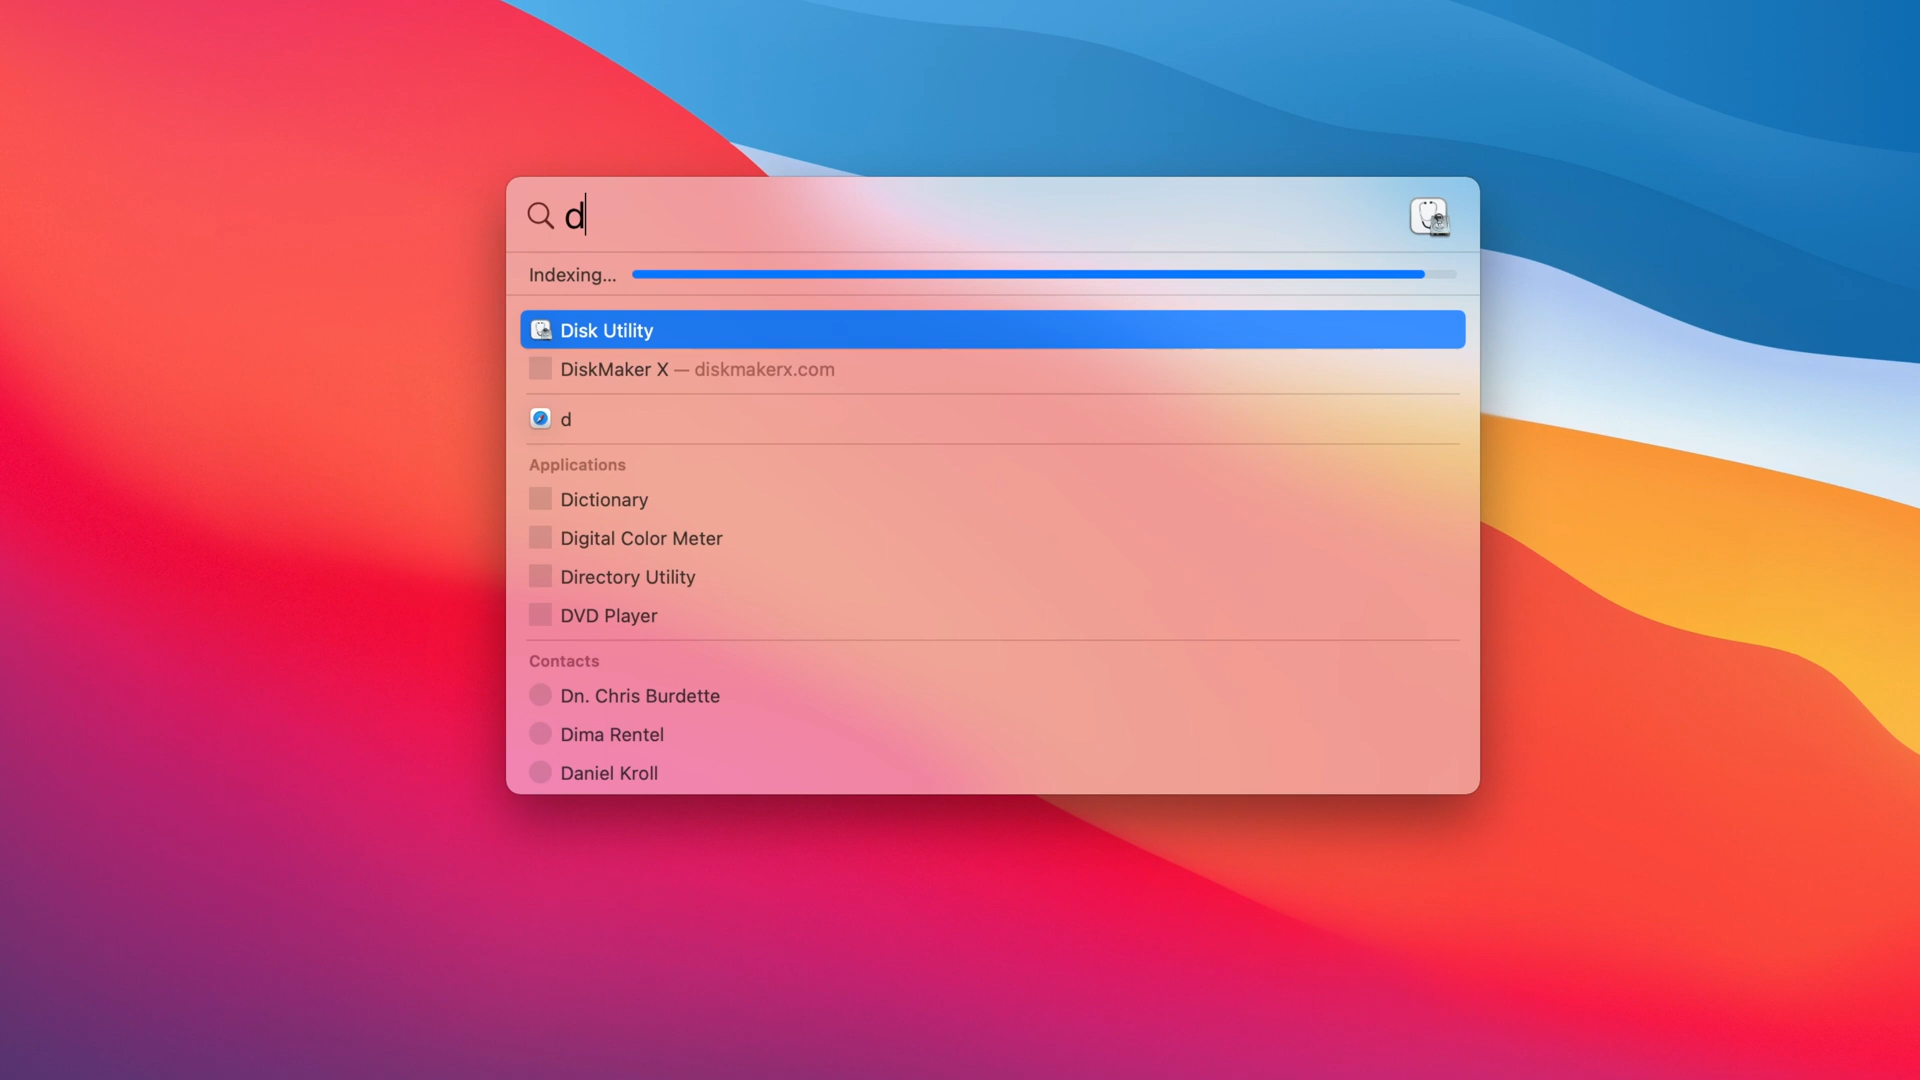 d
Indexing...
Disk Utility
DiskMaker X — diskmakerx.com
d
Applications
Dictionary
Digital Color Meter
Directory Utility
DVD Player
Contacts
Dn. Chris Burdette
Dima Rentel
Daniel Kroll